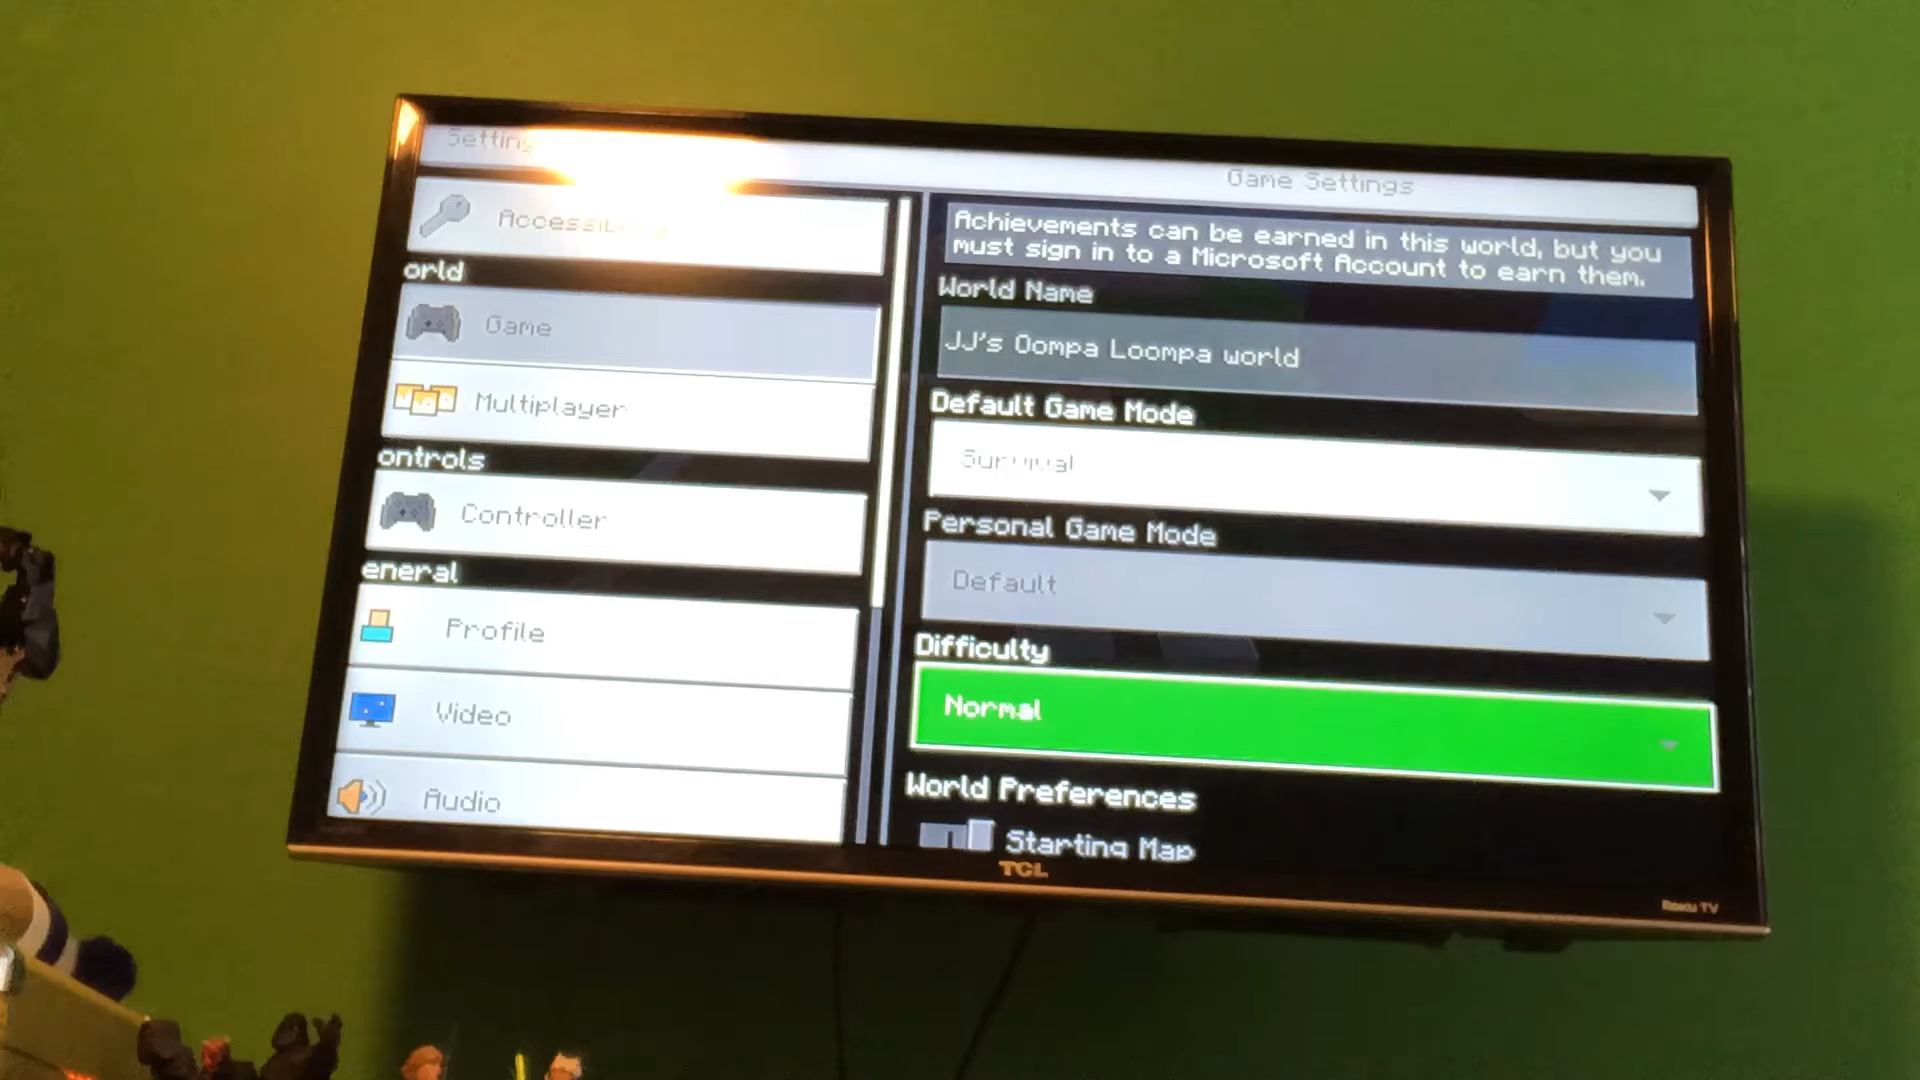 Setting
Game Settings
Accessib
orld
Game
Multiplayer
ontrols
Controller
eneral
Profile
Video
Audio
Achievements can be earned in this world, but you
must sign in to a Microsoft Account to earn them.
World Name
JJ's Oompa Loompa world
Default Game Mode
Survival
Personal Game Mode
Default
Difficulty
Normal
World Preferences
Starting Map
TCL
Roku TV